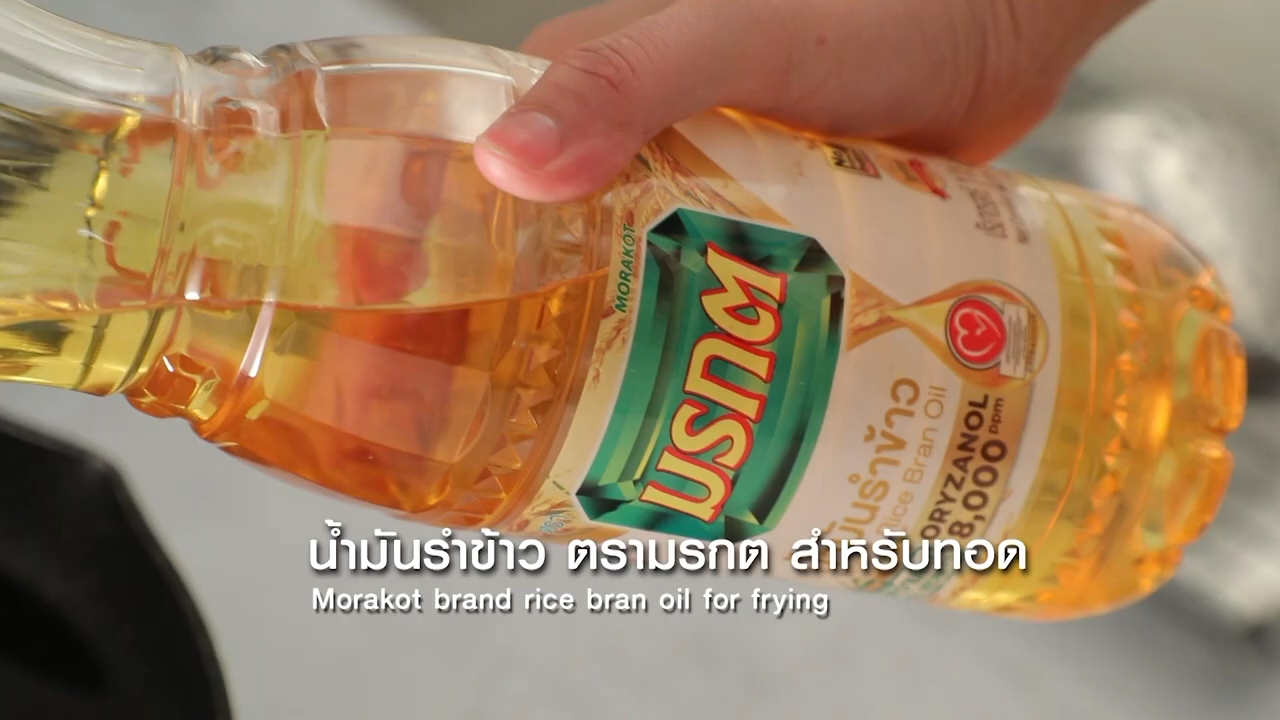 MORAKOT
มรกต
รำข้าว
Bran Oil
ORYZANOL
8,000 ppm
น้ำมันรำข้าว ตรามรกต สำหรับทอด
Morakot brand rice bran oil for frying